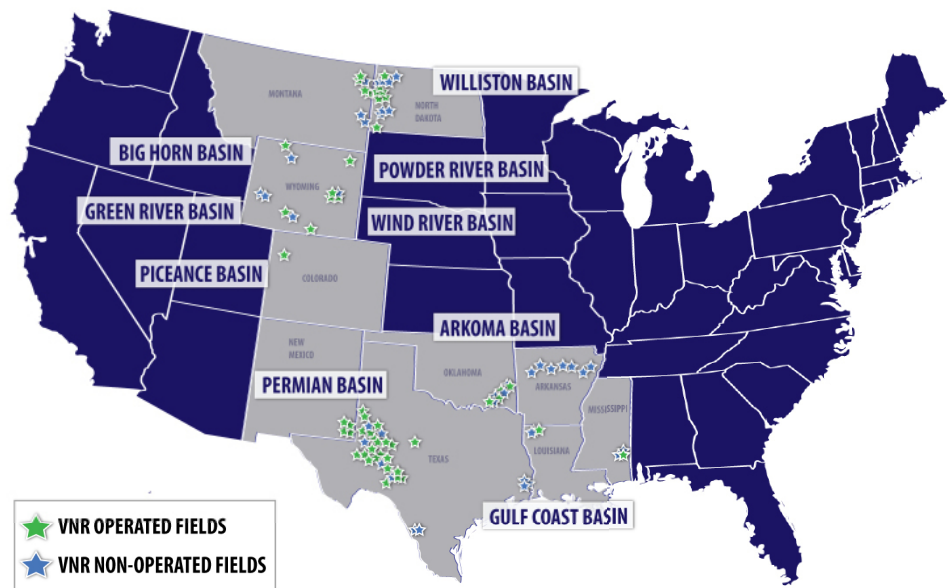 WILLISTON BASIN
MONTANA
NORTH
DAKOTA
BIG HORN BASIN
POWDER RIVER BASIN
WYOMING
GREEN RIVER BASIN
WIND RIVER BASIN
PICEANCE BASIN
COLORADO
ARKOMA BASIN
NEW
MEXICO
OKLAHOMA
PERMIAN BASIN
ARKANSAS
MISSISSIPPI
TEXAS
LOUISIANA
GULF COAST BASIN
VNR OPERATED FIELDS
VNR NON-OPERATED FIELDS